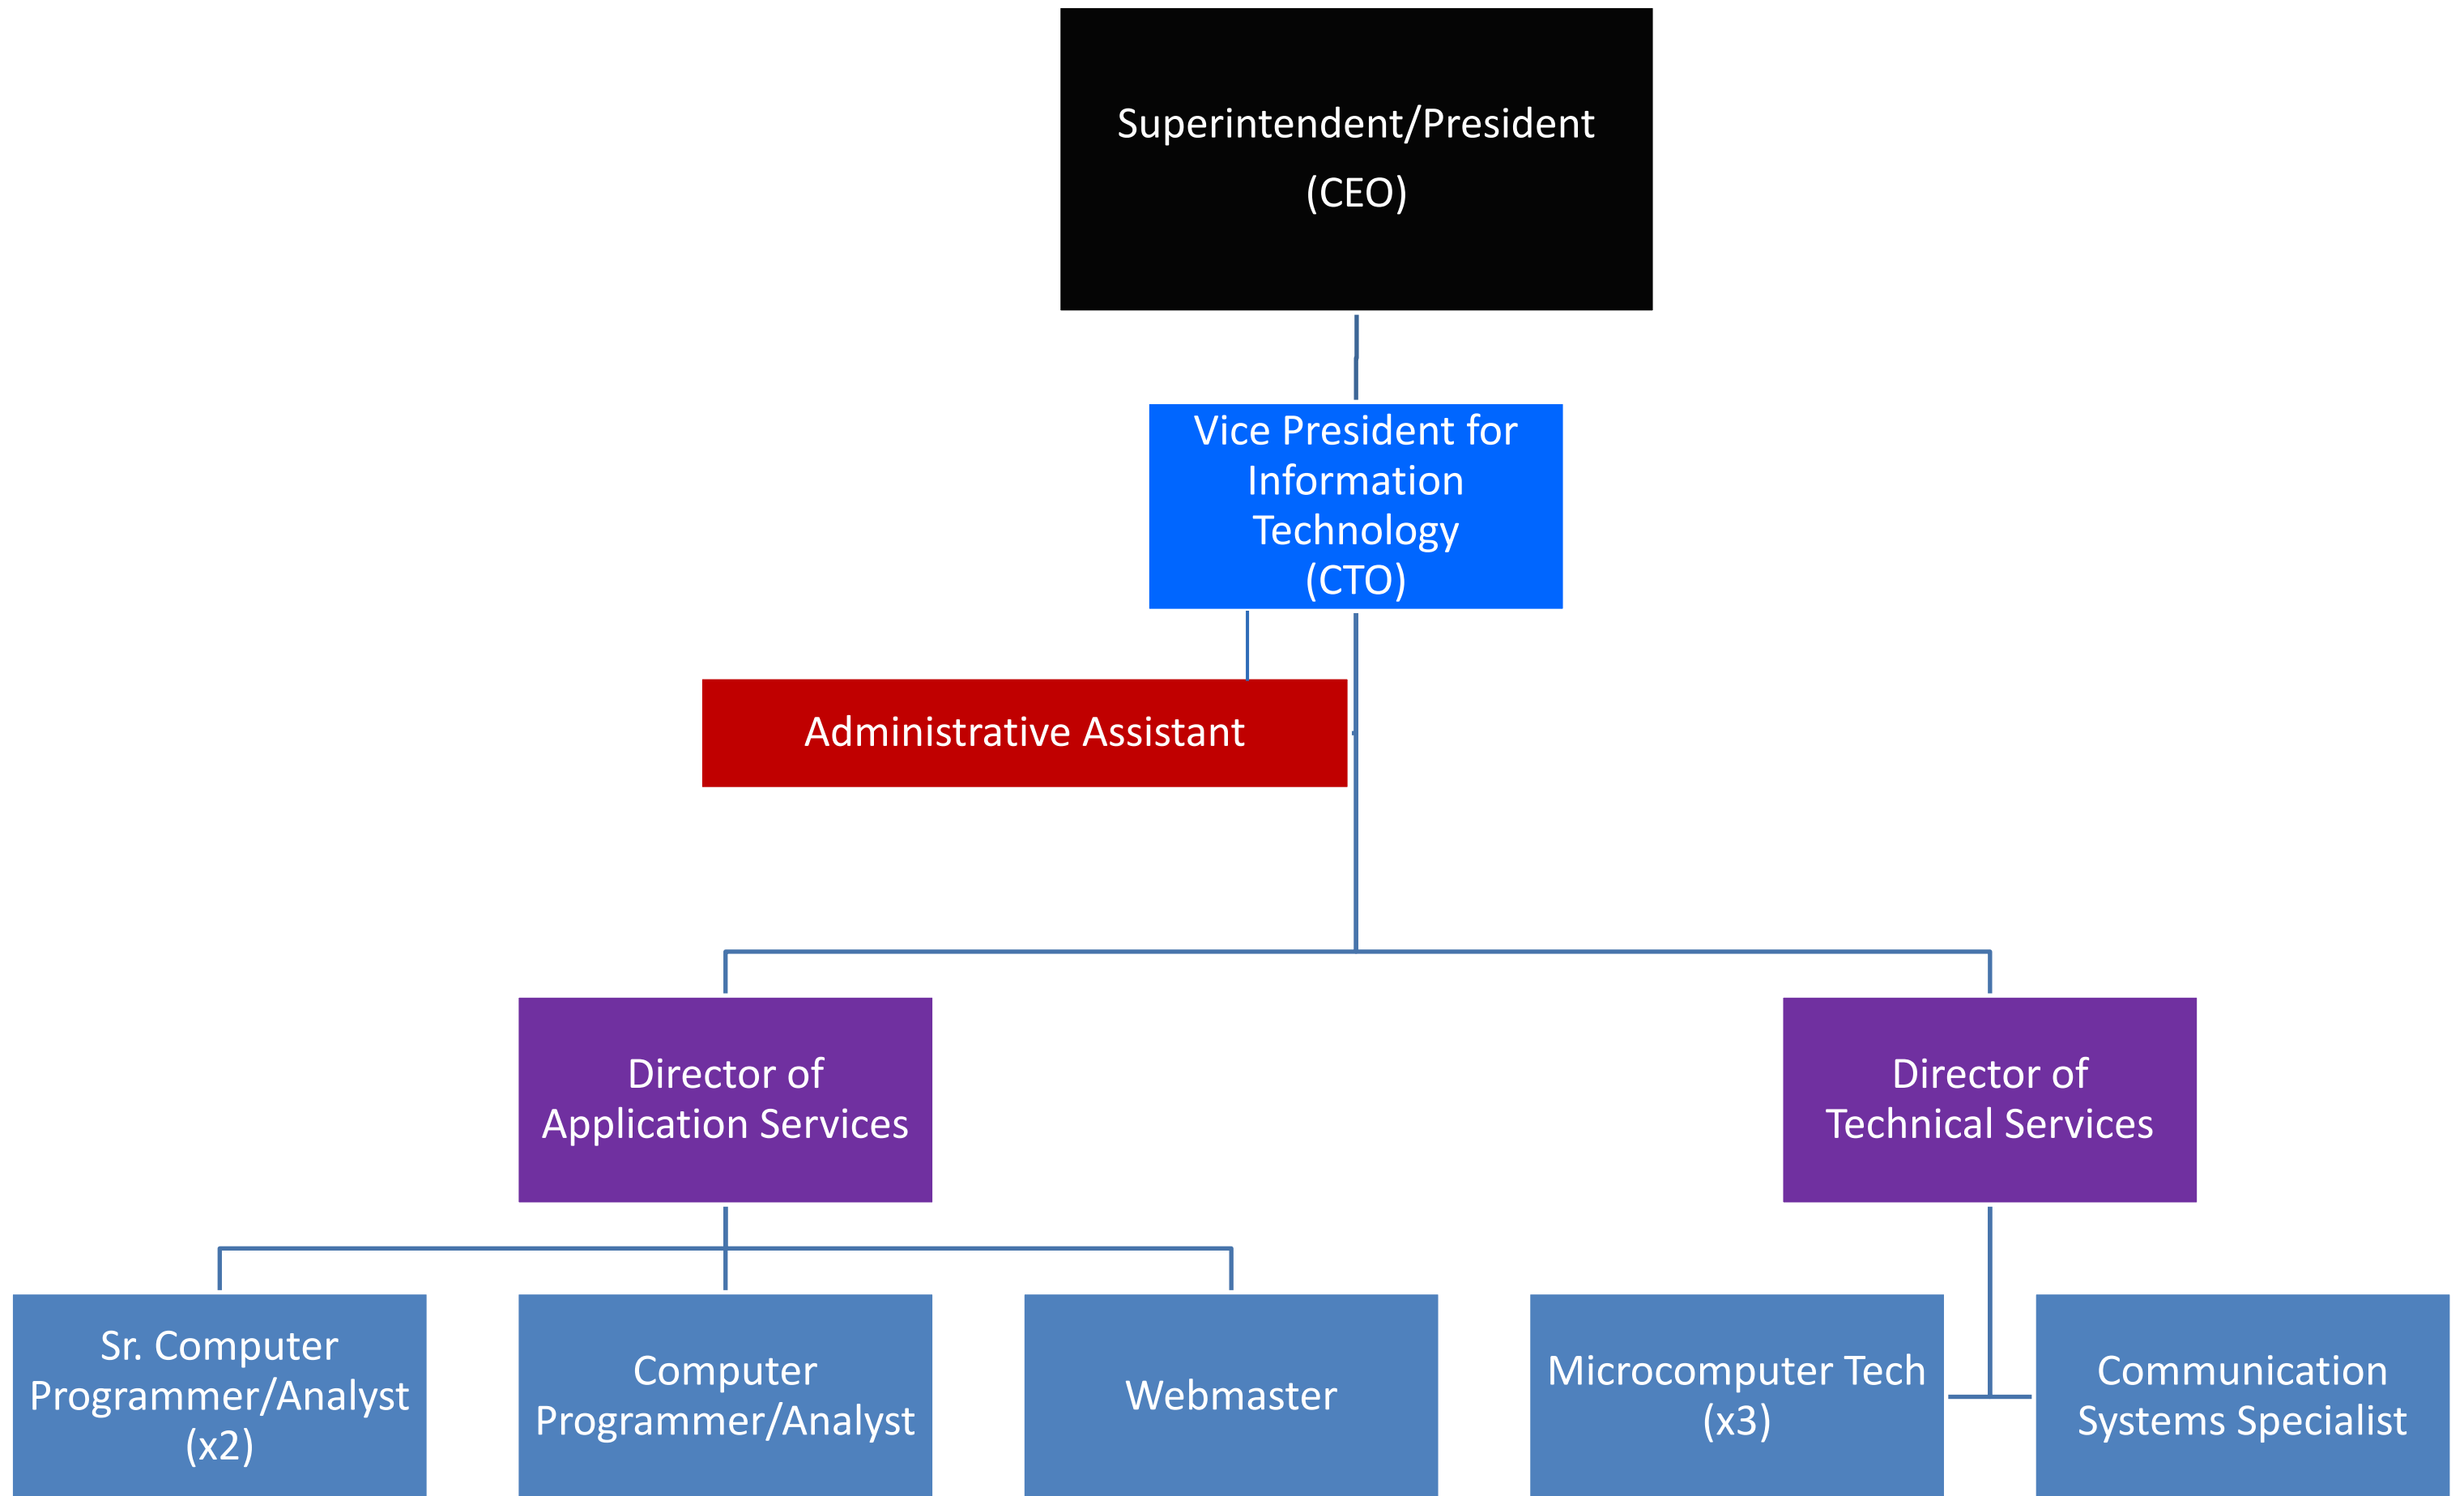 Superintendent/President
(CEO)
Vice President for
Information
Technology
(CTO)
Administrative Assistant
Director of
Application Services
Director of
Technical Services
Sr. Computer
Programmer/Analyst
(x2)
Computer
Programmer/Analyst
Webmaster
Microcomputer Tech
(x3)
Communication
Systems Specialist